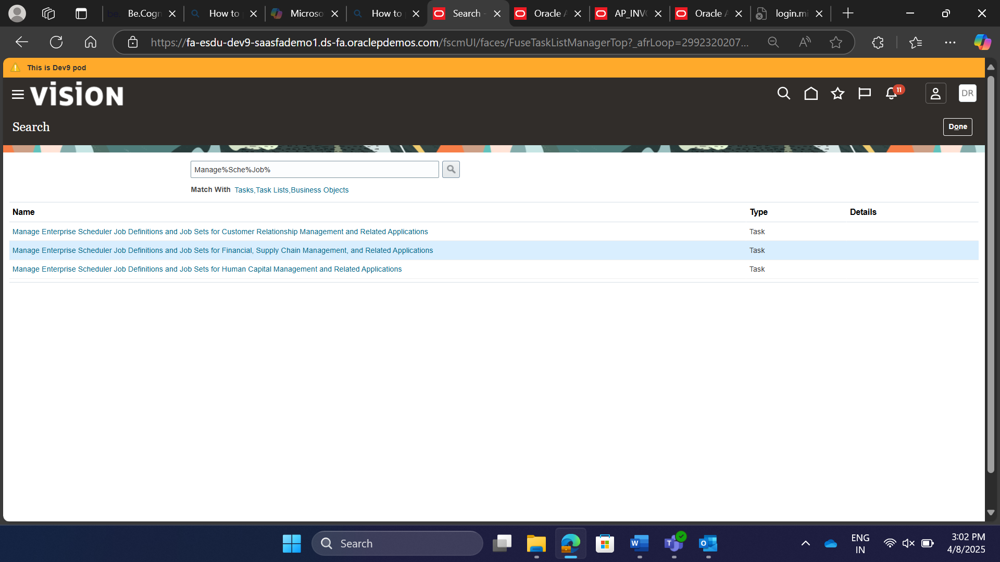 be. Be.Cogn
How to
Microso
How to
Search -
Oracle A
AP_INV
Oracle A
login.mi
https://fa-esdu-dev9-saasfademo1.ds-fa.oraclepdemos.com/fscmUI/faces/FuseTaskListManagerTop?_afrLoop=2992320207...
This is Dev9 pod
vision
11
DR
Search
Done
Manage%Sche%Job%
Match With Tasks,Task Lists,Business Objects
Name Type Details
Manage Enterprise Scheduler Job Definitions and Job Sets for Customer Relationship Management and Related Applications Task
Manage Enterprise Scheduler Job Definitions and Job Sets for Financial, Supply Chain Management, and Related Applications Task
Manage Enterprise Scheduler Job Definitions and Job Sets for Human Capital Management and Related Applications Task
Search
ENG
IN
3:02 PM
4/8/2025